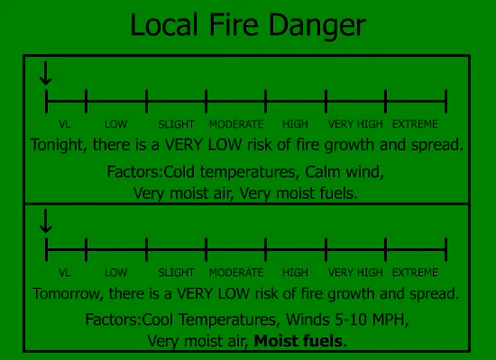 Local Fire Danger
VL LOW SLIGHT MODERATE HIGH VERY HIGH EXTREME
Tonight, there is a VERY LOW risk of fire growth and spread.
Factors:Cold temperatures, Calm wind,
Very moist air, Very moist fuels.
VL LOW SLIGHT MODERATE HIGH VERY HIGH EXTREME
Tomorrow, there is a VERY LOW risk of fire growth and spread.
Factors:Cool Temperatures, Winds 5-10 MPH,
Very moist air, Moist fuels.